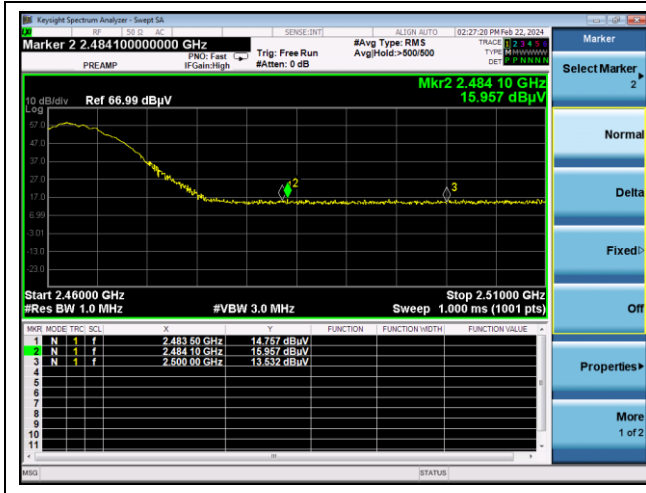 Keysight Spectrum Analyzer - Swept SA
RF 50 Ω AC SENSE:INT ALIGN AUTO 02:27:20 PM Feb 22, 2024
Marker 2 2.484100000000 GHz
PREAMP
PNO: Fast
IFGain:High
Trig: Free Run
#Atten: 0 dB
#Avg Type: RMS
Avg|Hold:>500/500
TRACE 1 2 3 4 5 6
TYPE M M W W W W
DET P P N N N N
Mkr2 2.484 10 GHz
15.957 dBµV
10 dB/div Ref 66.99 dBµV
Log
57.0
47.0
37.0
27.0
17.0
6.99
-3.01
-13.0
-23.0
2
3
Start 2.46000 GHz Stop 2.51000 GHz
#Res BW 1.0 MHz #VBW 3.0 MHz Sweep 1.000 ms (1001 pts)
MKR MODE TRC SCL X Y FUNCTION FUNCTION WIDTH FUNCTION VALUE
1 N 1 f 2.483 50 GHz 14.757 dBµV
2 N 1 f 2.484 10 GHz 15.957 dBµV
3 N 1 f 2.500 00 GHz 13.532 dBµV
4
5
6
7
8
9
10
11
MSG STATUS
Marker
Select Marker
2
Normal
Delta
Fixed
Off
Properties
More
1 of 2